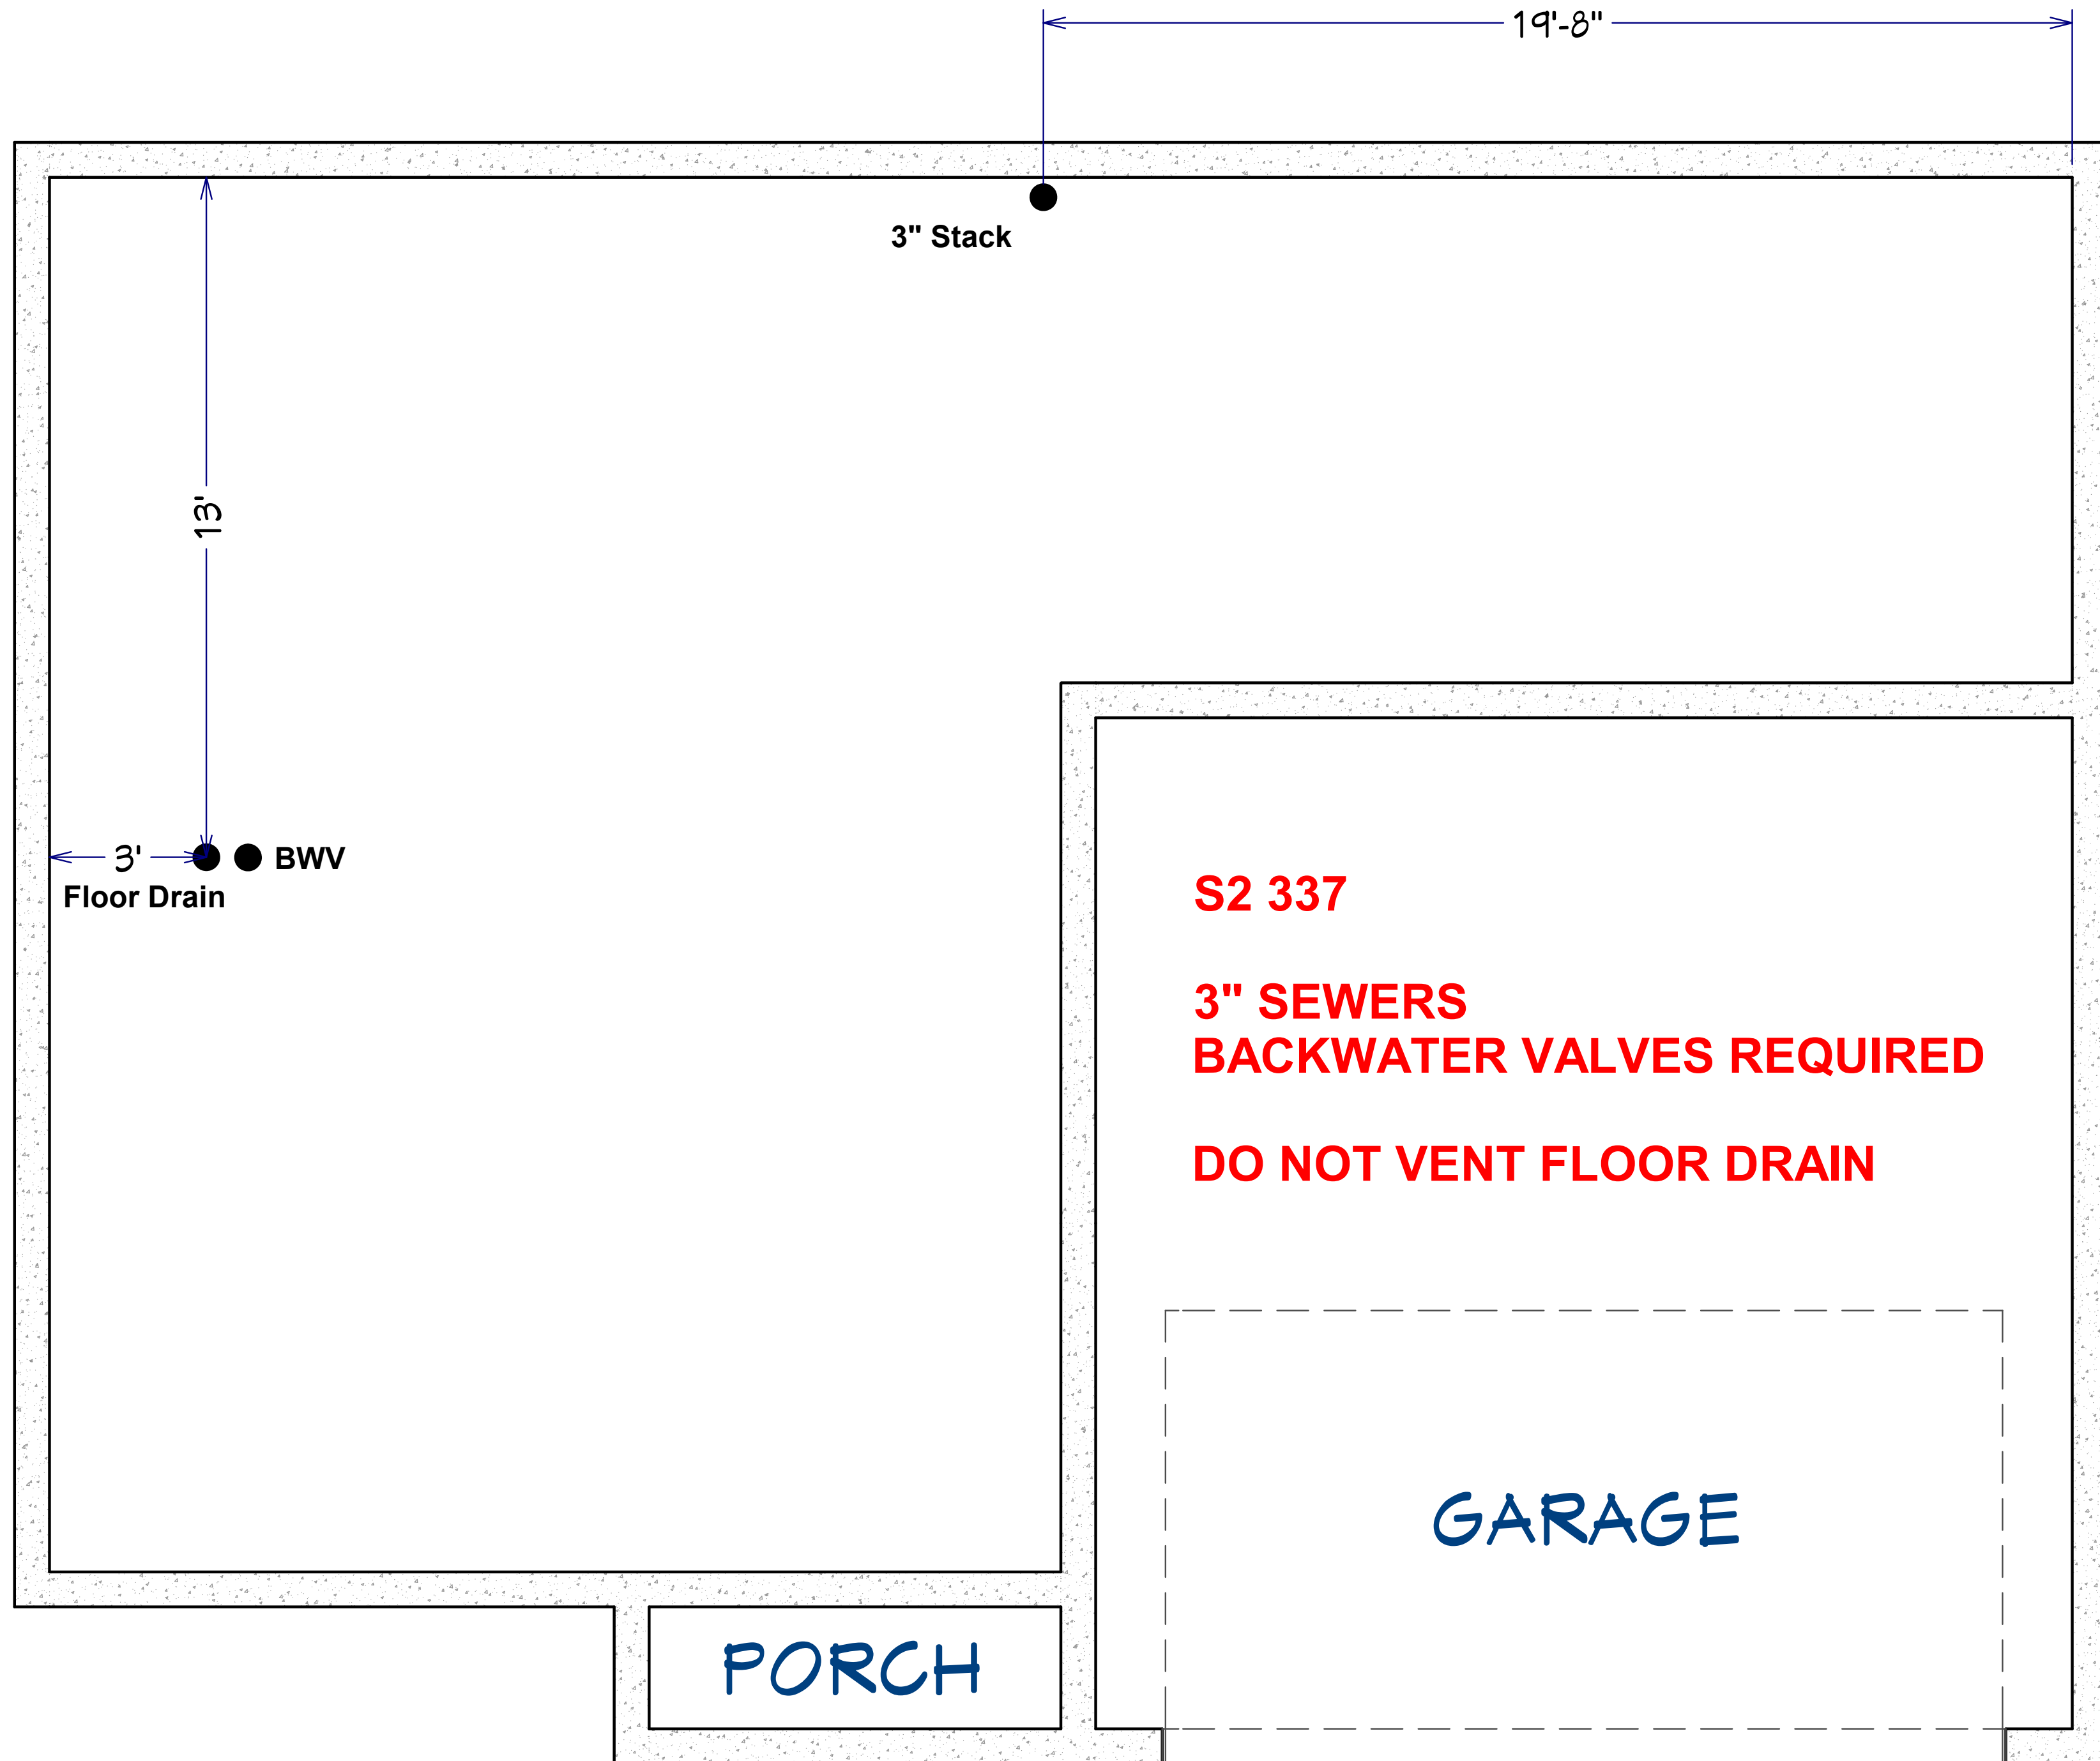 19'-8"
3" Stack
13'
3'
BWV
Floor Drain
S2 337
3" SEWERS
BACKWATER VALVES REQUIRED
DO NOT VENT FLOOR DRAIN
GARAGE
PORCH